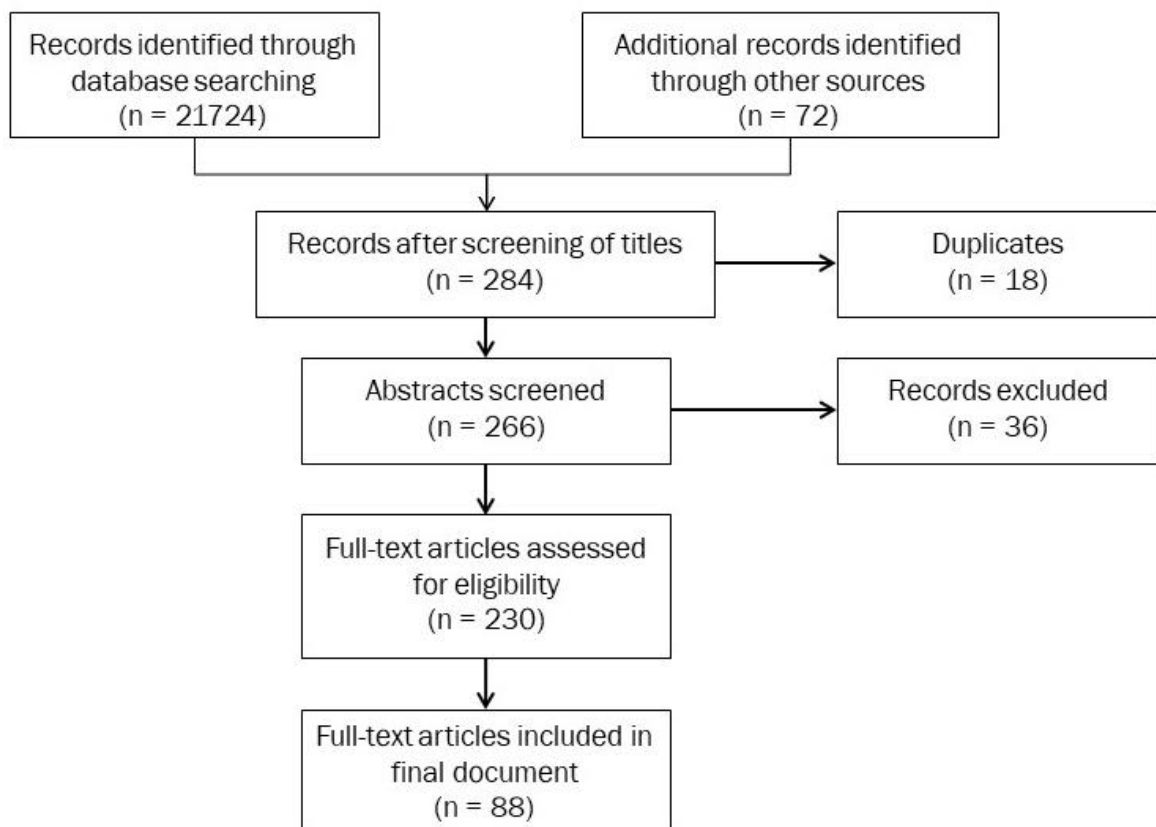 Records identified through
database searching
(n = 21724)
Additional records identified
through other sources
(n = 72)
Records after screening of titles
(n = 284)
Duplicates
(n = 18)
Abstracts screened
(n = 266)
Records excluded
(n = 36)
Full-text articles assessed
for eligibility
(n = 230)
Full-text articles included in
final document
(n = 88)